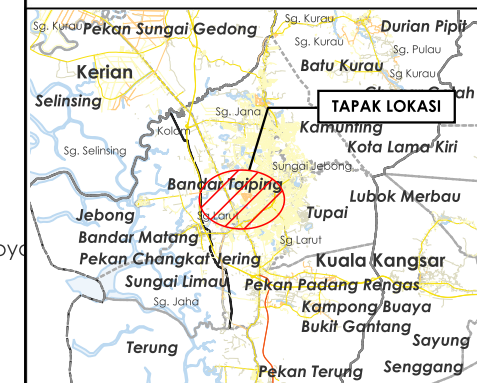 Sg. Kurau
Pekan Sungai Gedong
Sg. Kurau
Durian Pipit
Sg. Kurau
Sg. Pulau
Batu Kurau
Sg Kurau
Kerian
Selinsing
TAPAK LOKASI
Sg. Jana
Kolam
Kamunting
Kota Lama Kiri
Sg. Selinsing
Sungai Jebong
Bandar Taiping
Lubok Merbau
Jebong
Sg Larut
Tupai
Bandar Matang
Sg Larut
Pekan Changkat Jering
Kuala Kangsar
Sungai Limau
Pekan Padang Rengas
Sg. Jaha
Kampong Buaya
Bukit Gantang
Sayung
Terung
Pekan Terung
Senggang